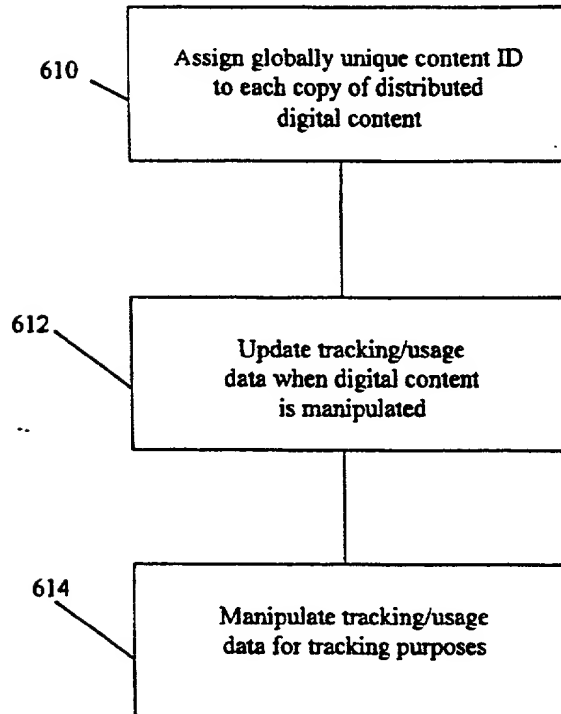 610
Assign globally unique content ID
to each copy of distributed
digital content
612
Update tracking/usage
data when digital content
is manipulated
614
Manipulate tracking/usage
data for tracking purposes